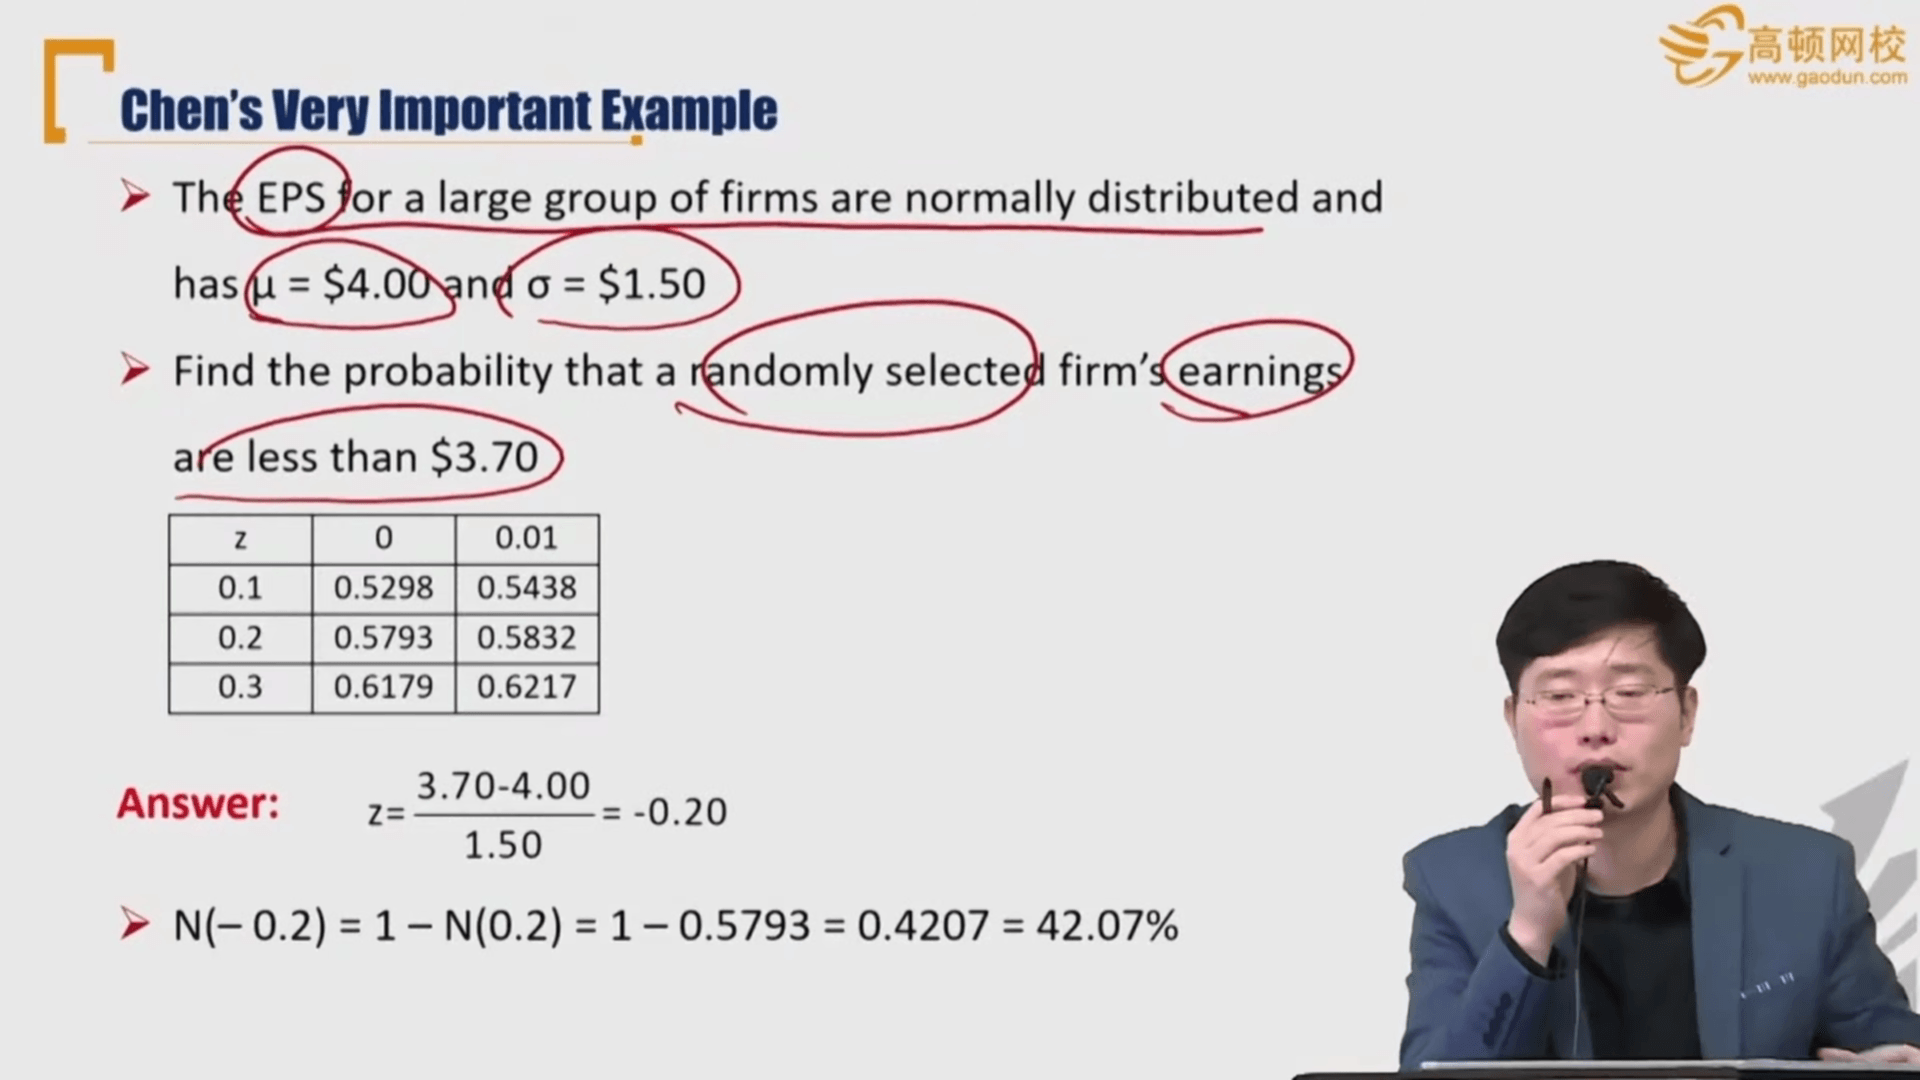 高顿网校
www.gaodun.com
Chen's Very Important Example
The EPS for a large group of firms are normally distributed and
has μ = $4.00 and σ = $1.50
Find the probability that a randomly selected firm's earnings
are less than $3.70
z 0 0.01
0.1 0.5298 0.5438
0.2 0.5793 0.5832
0.3 0.6179 0.6217
Answer: z= 3.70-4.00 / 1.50 = -0.20
N(– 0.2) = 1 – N(0.2) = 1 – 0.5793 = 0.4207 = 42.07%